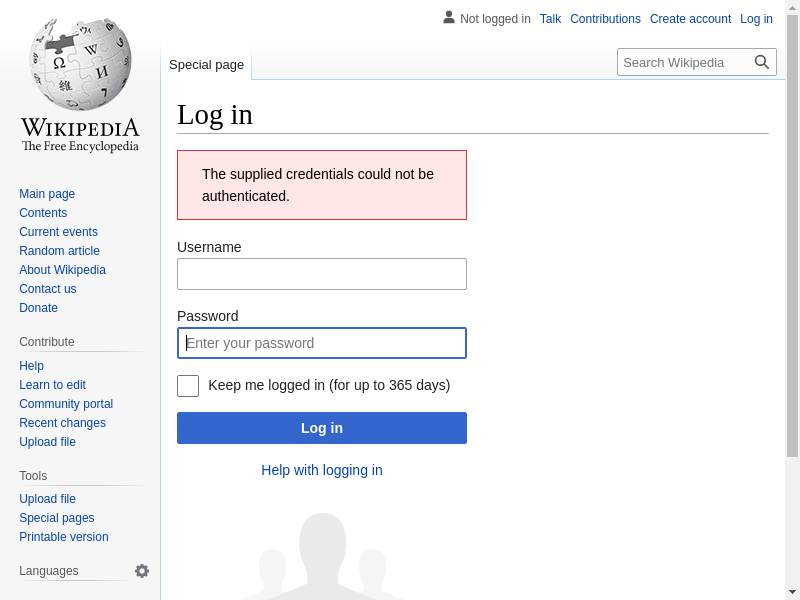 Not logged in Talk Contributions Create account Log in
Special page
Search Wikipedia
WIKIPEDIA
The Free Encyclopedia
Main page
Contents
Current events
Random article
About Wikipedia
Contact us
Donate
Contribute
Help
Learn to edit
Community portal
Recent changes
Upload file
Tools
Upload file
Special pages
Printable version
Languages
Log in
The supplied credentials could not be
authenticated.
Username
Password
Enter your password
Keep me logged in (for up to 365 days)
Log in
Help with logging in